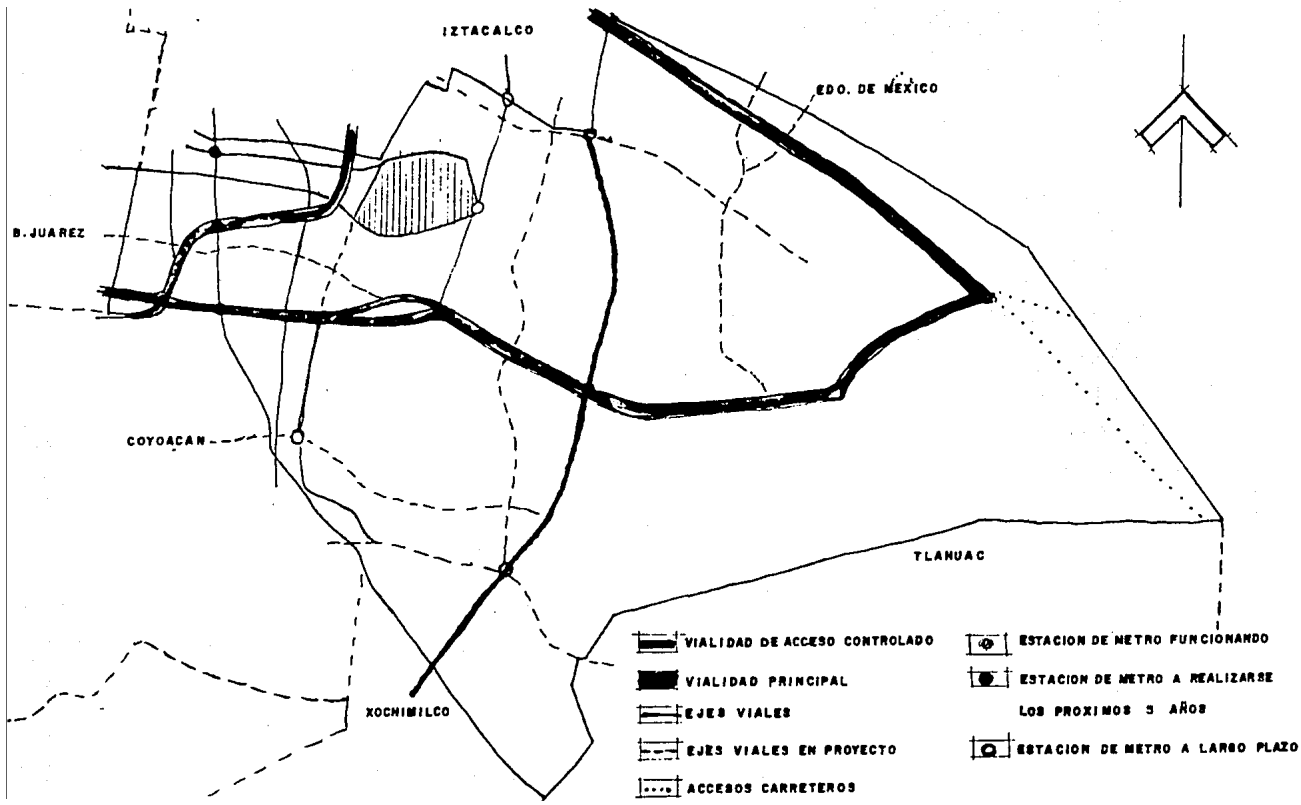 IZTACALCO
EDO. DE MEXICO
B. JUAREZ
COYOACAN
TLAHUAC
XOCHIMILCO
VIALIDAD DE ACCESO CONTROLADO
VIALIDAD PRINCIPAL
EJES VIALES
EJES VIALES EN PROYECTO
ACCESOS CARRETEROS
ESTACION DE METRO FUNCIONANDO
ESTACION DE METRO A REALIZARSE
LOS PROXIMOS 5 AÑOS
ESTACION DE METRO A LARGO PLAZO